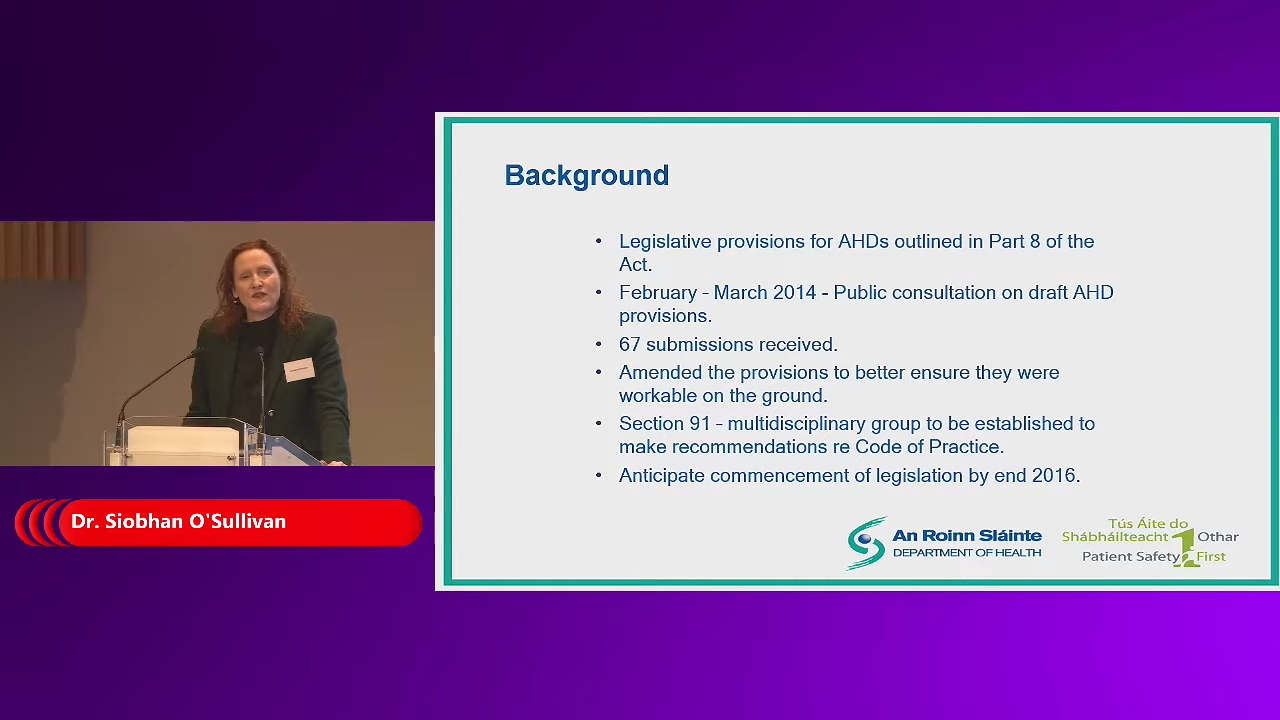 Background
• Legislative provisions for AHDs outlined in Part 8 of the
Act.
• February - March 2014 - Public consultation on draft AHD
provisions.
• 67 submissions received.
• Amended the provisions to better ensure they were
workable on the ground.
• Section 91 – multidisciplinary group to be established to
make recommendations re Code of Practice.
• Anticipate commencement of legislation by end 2016.
An Roinn Sláinte
DEPARTMENT OF HEALTH
Tús Áite do
Shábháilteacht 1 Othar
Patient Safety First
Dr. Siobhan O'Sullivan